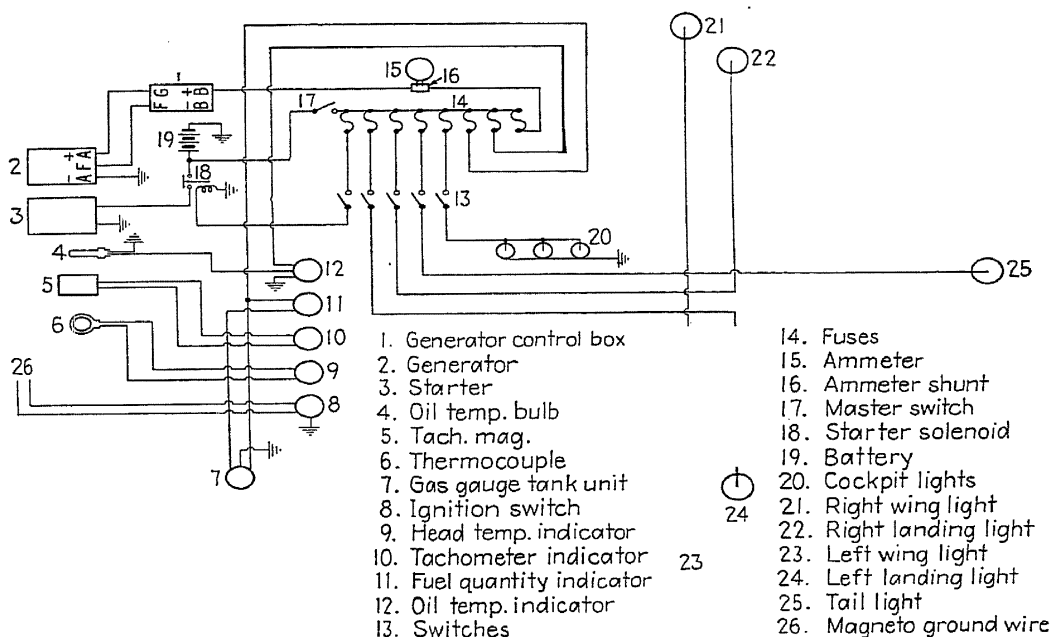 21
22
1
15
16
F G + B
- B
17
14
19
2
+ A
F
- A
18
3
13
20
4
12
25
5
11
6
10
26
9
8
7
1. Generator control box
2. Generator
3. Starter
4. Oil temp. bulb
5. Tach. mag.
6. Thermocouple
7. Gas gauge tank unit
8. Ignition switch
9. Head temp. indicator
10. Tachometer indicator
11. Fuel quantity indicator
12. Oil temp. indicator
13. Switches
24
23
14. Fuses
15. Ammeter
16. Ammeter shunt
17. Master switch
18. Starter solenoid
19. Battery
20. Cockpit lights
21. Right wing light
22. Right landing light
23. Left wing light
24. Left landing light
25. Tail light
26. Magneto ground wire